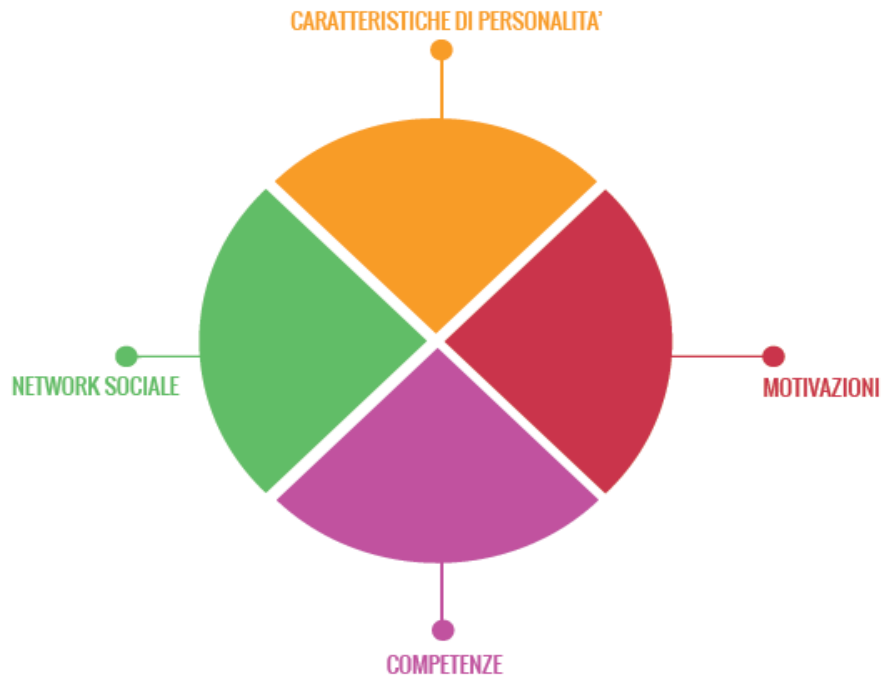 CARATTERISTICHE DI PERSONALITA'
NETWORK SOCIALE
MOTIVAZIONI
COMPETENZE